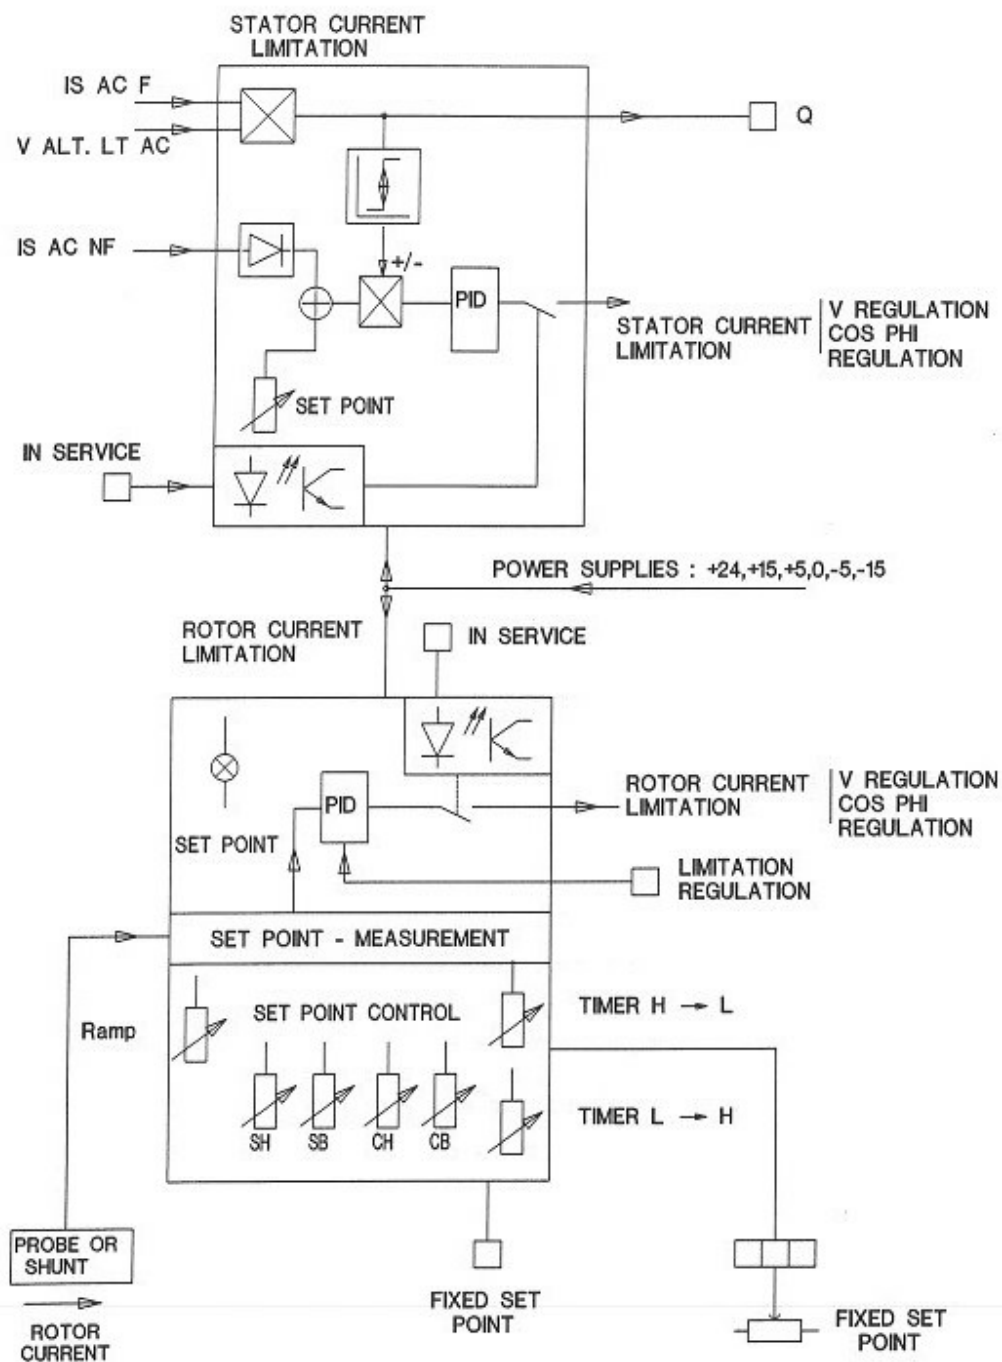 STATOR CURRENT
LIMITATION
IS AC F
V ALT. LT AC
Q
IS AC NF
+/-
PID
STATOR CURRENT
LIMITATION
V REGULATION
COS PHI
REGULATION
SET POINT
IN SERVICE
POWER SUPPLIES : +24,+15,+5,0,-5,-15
ROTOR CURRENT
LIMITATION
IN SERVICE
PID
SET POINT
ROTOR CURRENT
LIMITATION
V REGULATION
COS PHI
REGULATION
LIMITATION
REGULATION
SET POINT - MEASUREMENT
Ramp
SET POINT CONTROL
TIMER H → L
SH
SB
CH
CB
TIMER L → H
PROBE OR
SHUNT
ROTOR
CURRENT
FIXED SET
POINT
FIXED SET
POINT